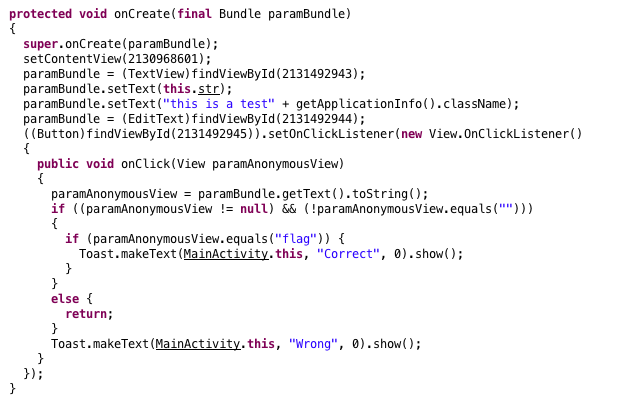 protected void onCreate(final Bundle paramBundle)
{
  super.onCreate(paramBundle);
  setContentView(2130968601);
  paramBundle = (TextView)findViewById(2131492943);
  paramBundle.setText(this.str);
  paramBundle.setText("this is a test" + getApplicationInfo().className);
  paramBundle = (EditText)findViewById(2131492944);
  ((Button)findViewById(2131492945)).setOnClickListener(new View.OnClickListener()
  {
    public void onClick(View paramAnonymousView)
    {
      paramAnonymousView = paramBundle.getText().toString();
      if ((paramAnonymousView != null) && (!paramAnonymousView.equals("")))
      {
        if (paramAnonymousView.equals("flag")) {
          Toast.makeText(MainActivity.this, "Correct", 0).show();
        }
      }
      else {
        return;
      }
      Toast.makeText(MainActivity.this, "Wrong", 0).show();
    }
  });
}